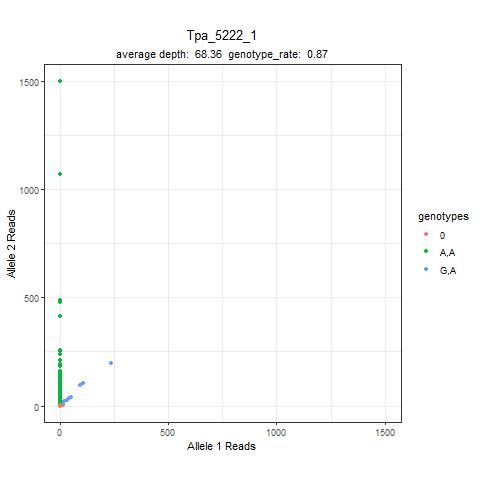 Tpa_5222_1
average depth: 68.36 genotype_rate: 0.87
1500
1000
500
0
Allele 2 Reads
0 500 1000 1500
Allele 1 Reads
genotypes
0
A,A
G,A